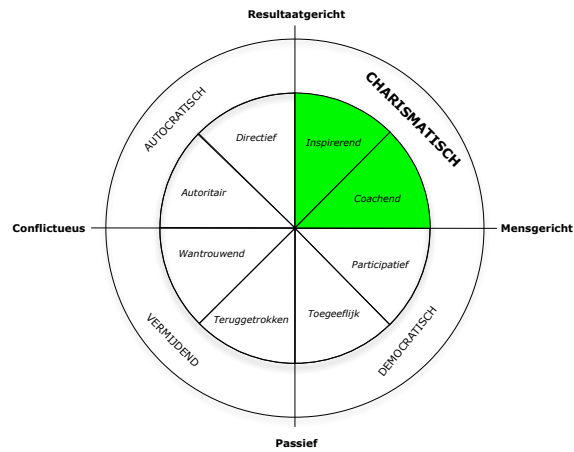 Resultaatgericht
AUTOCRATISCH
CHARISMATISCH
Directief
Inspirerend
Autoritair
Coachend
Conflictueus
Mensgericht
Wantrouwend
Participatief
Teruggetrokken
Toegeeflijk
VERMIJDEND
DEMOCRATISCH
Passief